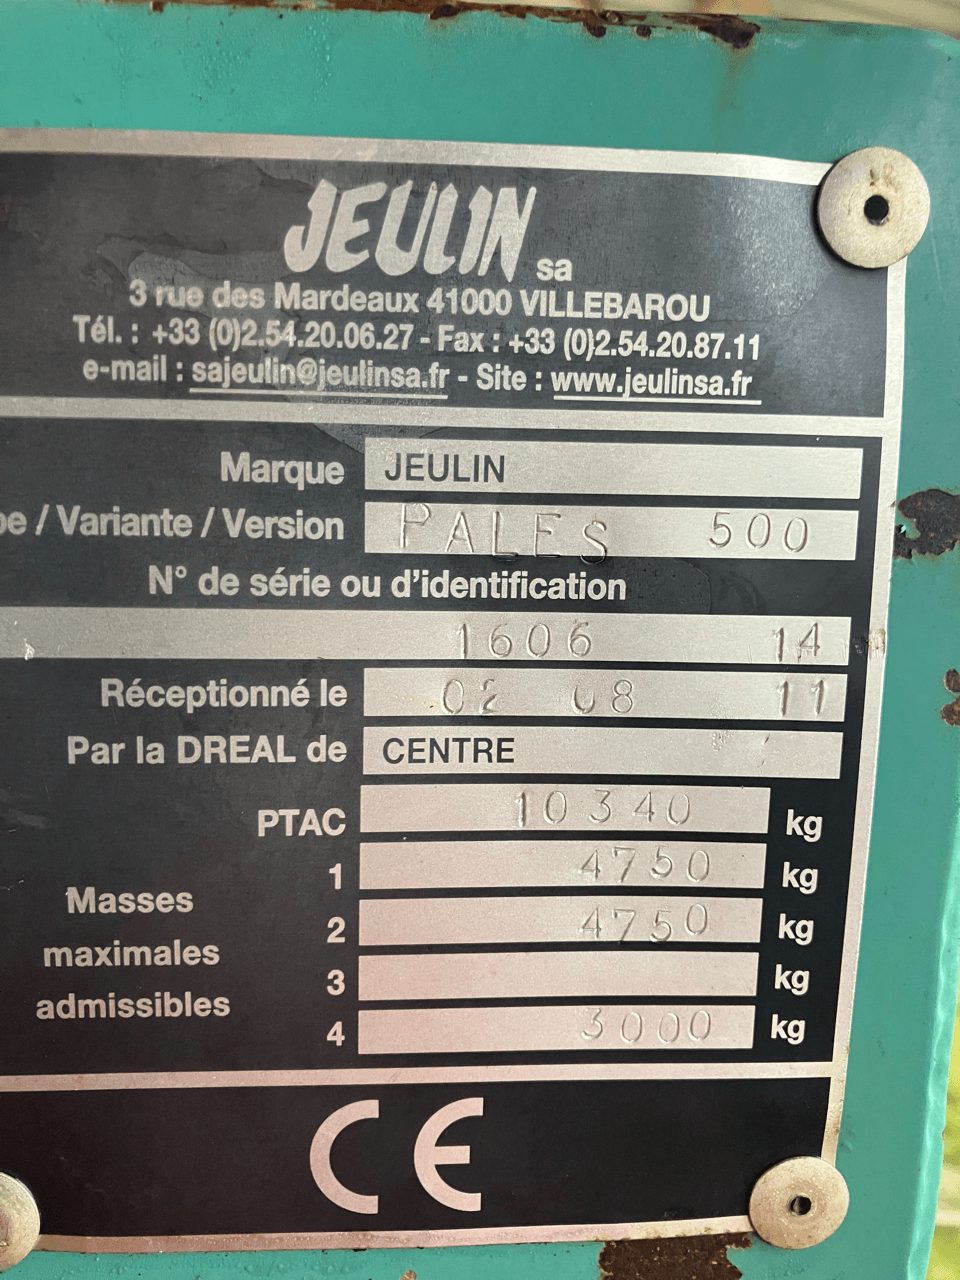 JEULIN sa
3 rue des Mardeaux 41000 VILLEBAROU
Tél. : +33 (0)2.54.20.06.27 - Fax : +33 (0)2.54.20.87.11
e-mail : sajeulin@jeulinsa.fr - Site : www.jeulinsa.fr
Marque JEULIN
pe / Variante / Version PALES 500
N° de série ou d'identification
1606 14
Réceptionné le 02 08 11
Par la DREAL de CENTRE
PTAC 10340 kg
1 4750 kg
Masses
2 4750 kg
maximales
3 kg
admissibles
4 3000 kg
CE